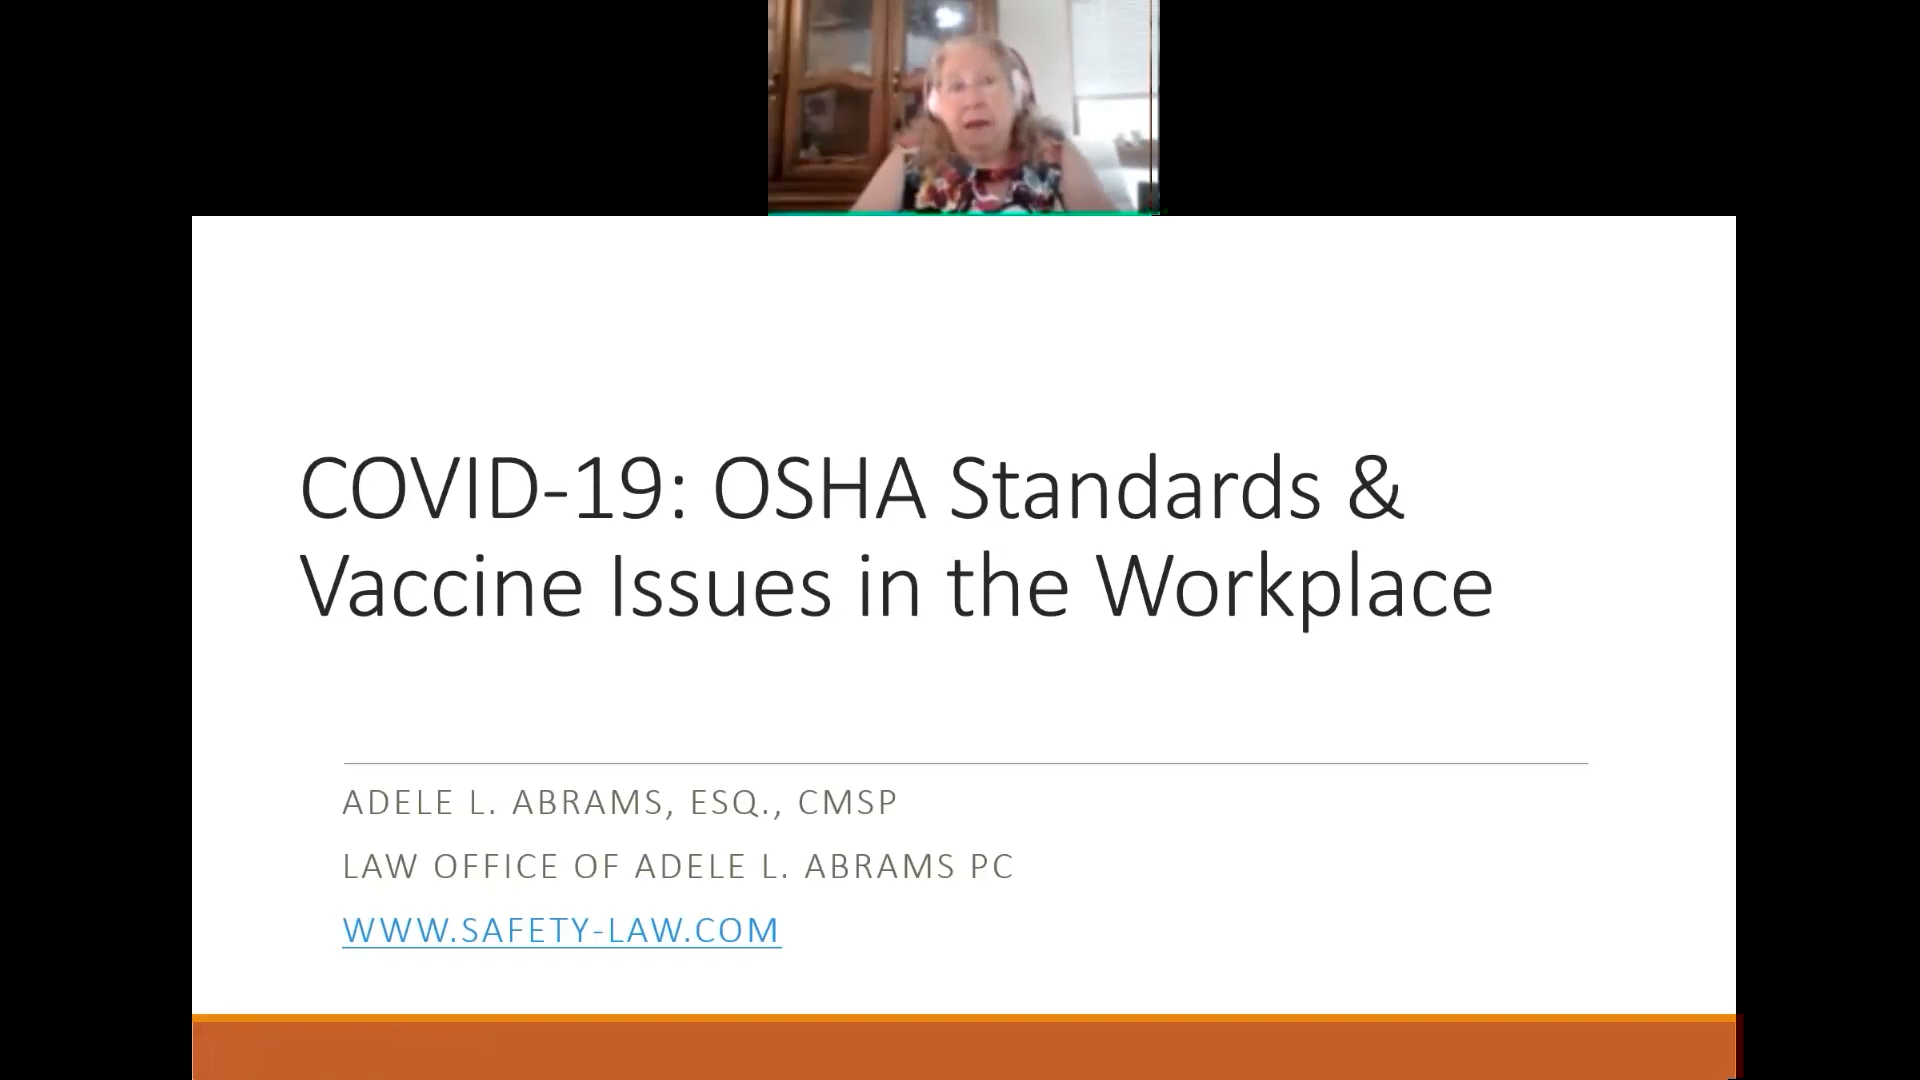 COVID-19: OSHA Standards &
Vaccine Issues in the Workplace
ADELE L. ABRAMS, ESQ., CMSP
LAW OFFICE OF ADELE L. ABRAMS PC
WWW.SAFETY-LAW.COM